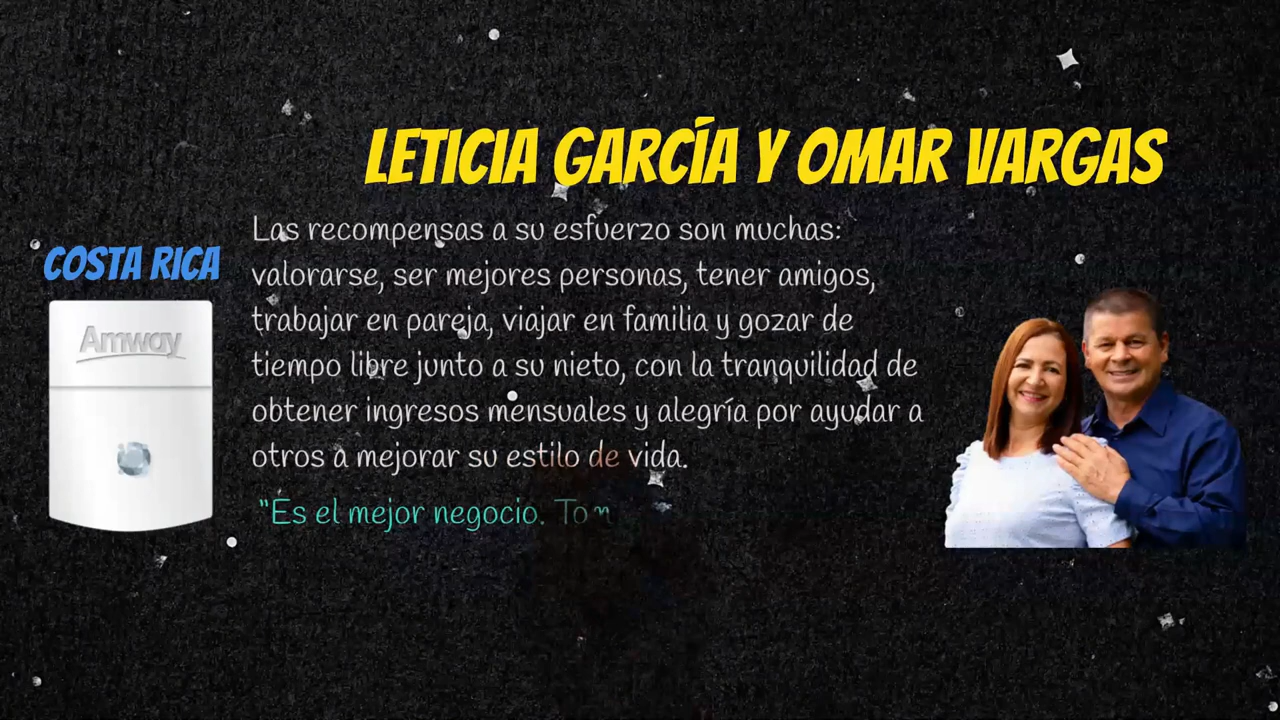 LETICIA GARCÍA Y OMAR VARGAS
COSTA RICA
Amway
Las recompensas a su esfuerzo son muchas:
valorarse, ser mejores personas, tener amigos,
trabajar en pareja, viajar en familia y gozar de
tiempo libre junto a su nieto, con la tranquilidad de
obtener ingresos mensuales y alegría por ayudar a
otros a mejorar su estilo de vida.
"Es el mejor negocio. Tom